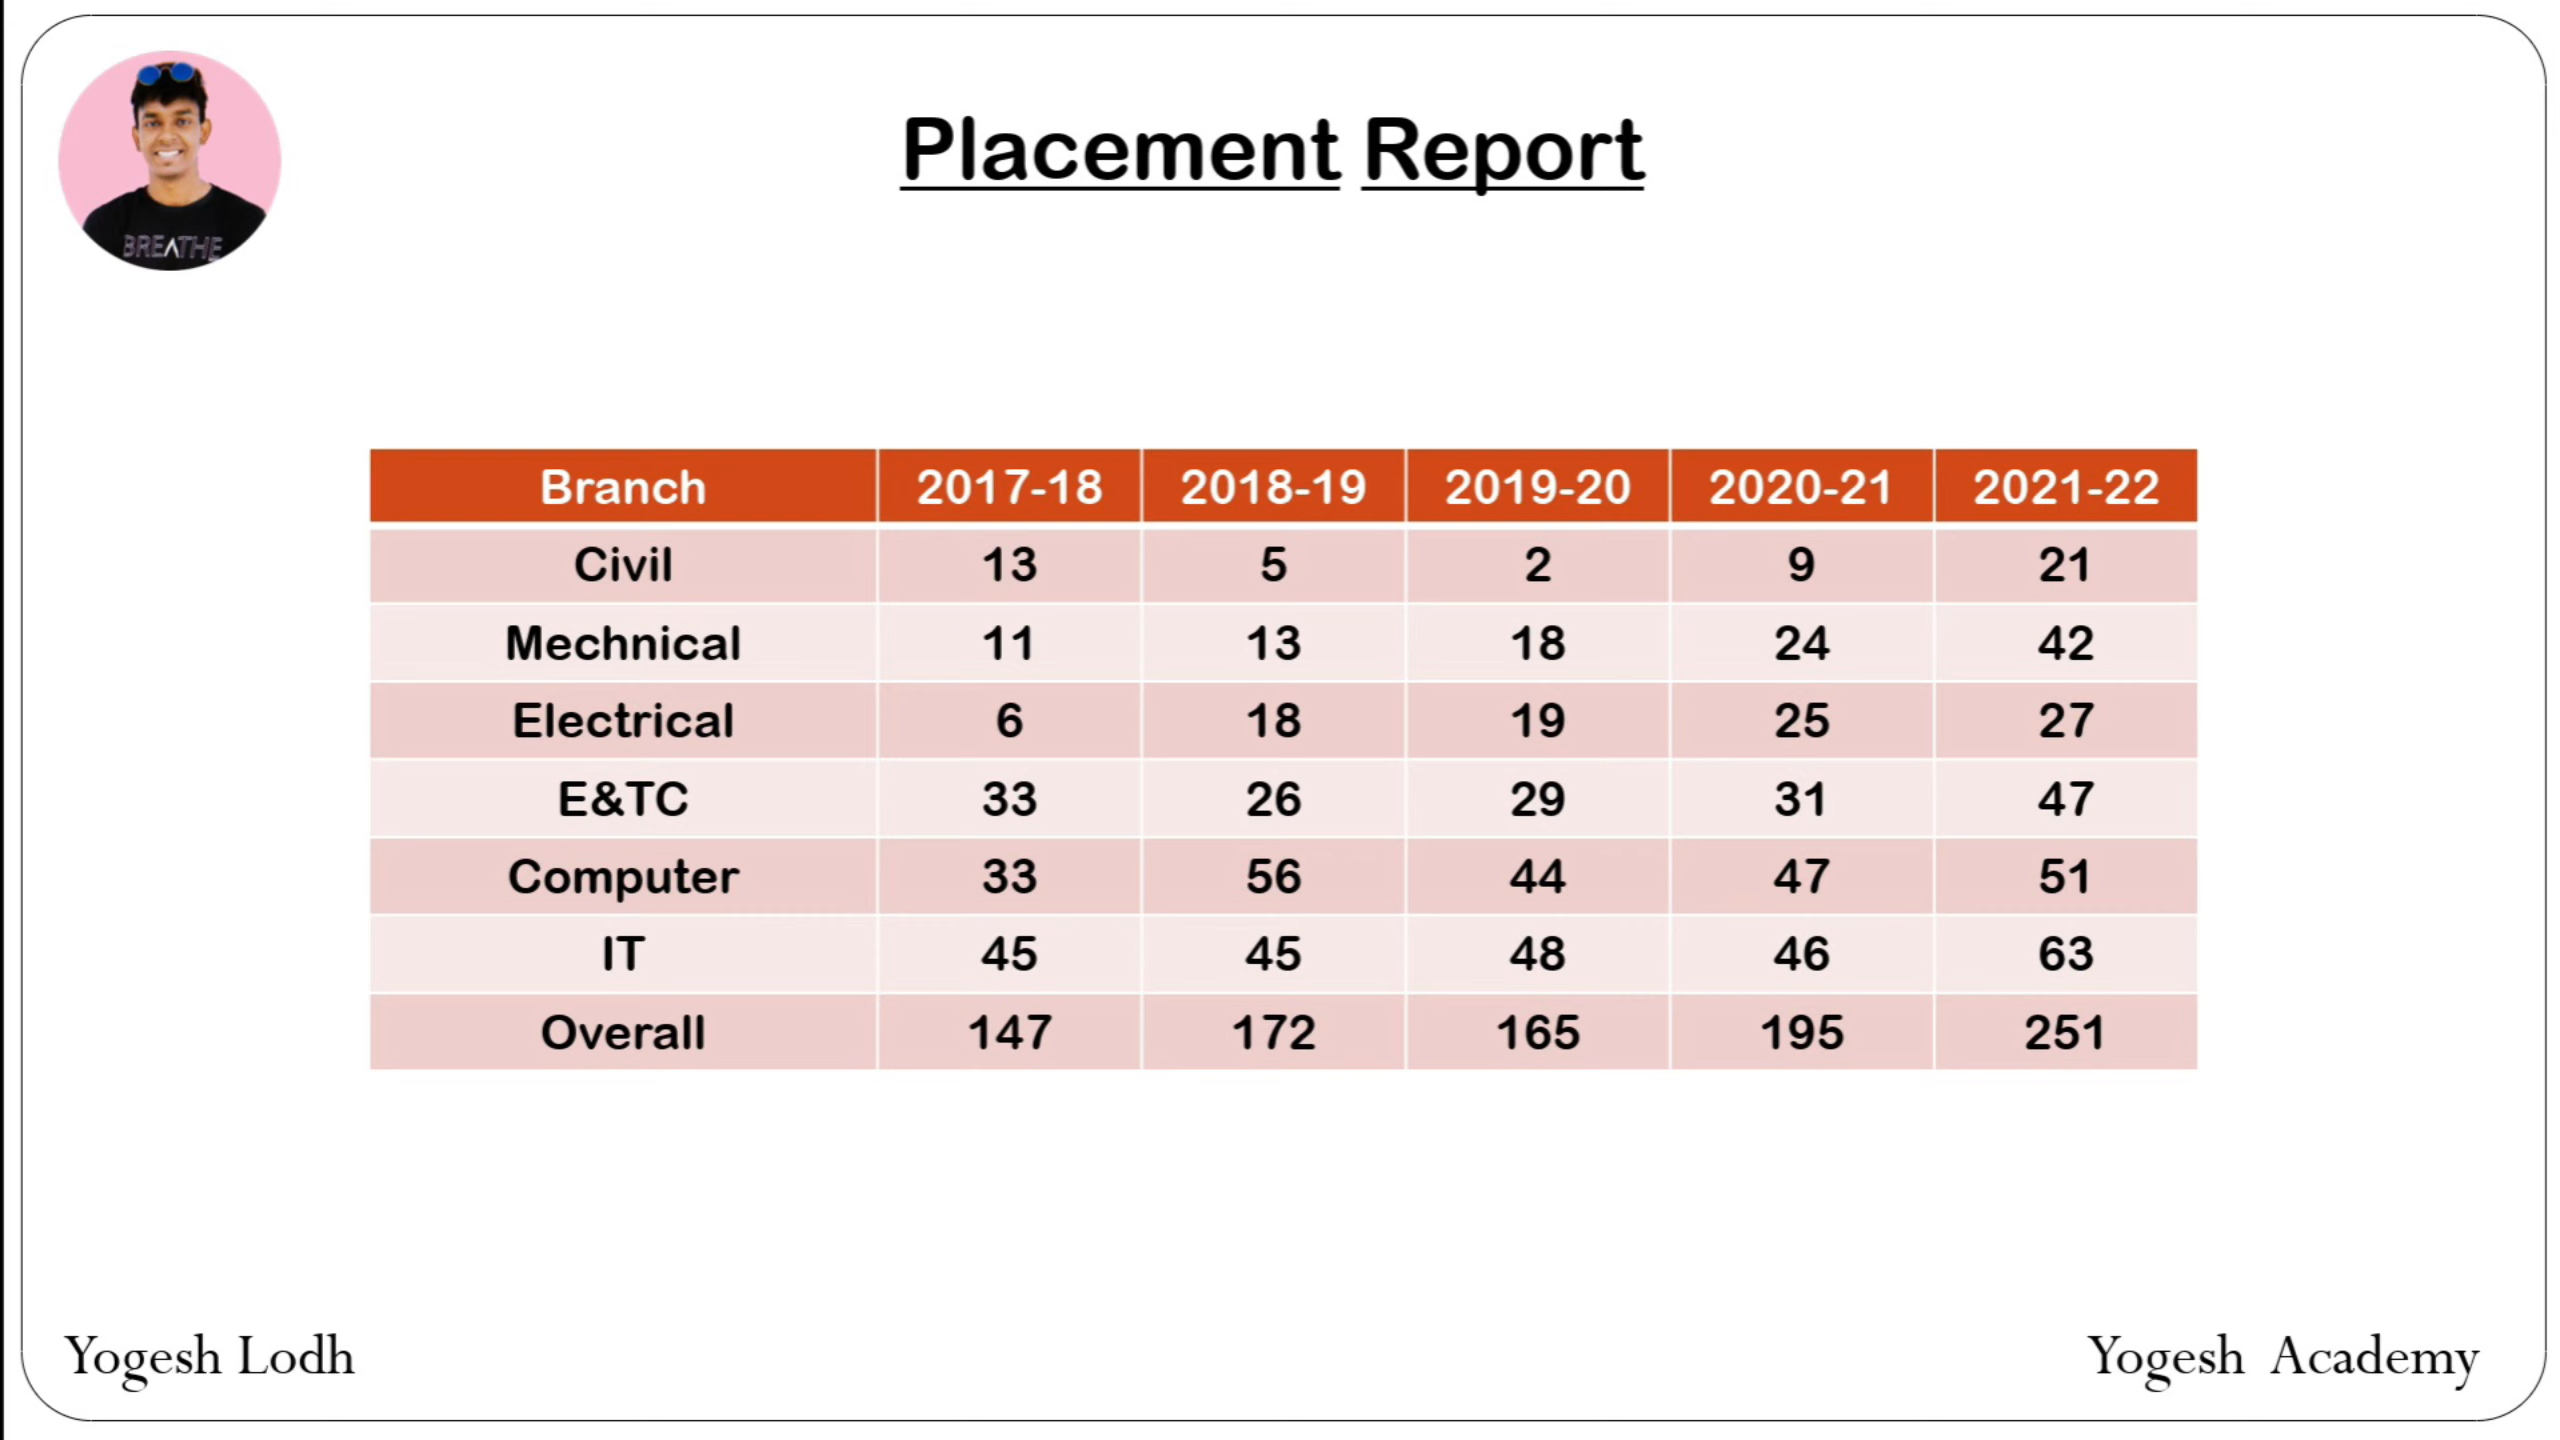 BREATHE
Placement Report
Branch 2017-18 2018-19 2019-20 2020-21 2021-22
Civil 13 5 2 9 21
Mechnical 11 13 18 24 42
Electrical 6 18 19 25 27
E&TC 33 26 29 31 47
Computer 33 56 44 47 51
IT 45 45 48 46 63
Overall 147 172 165 195 251
Yogesh Lodh
Yogesh Academy